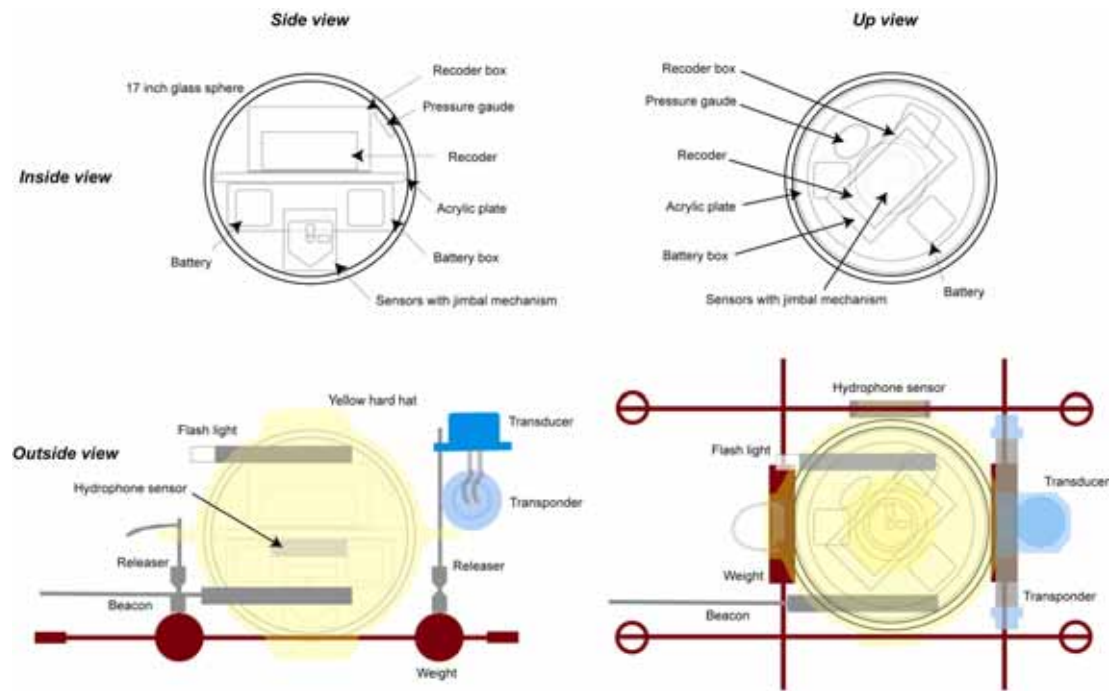 Side view
Up view
17 inch glass sphere
Recoder box
Pressure gaude
Recoder
Acrylic plate
Battery box
Battery
Sensors with jimbal mechanism
Inside view
Recoder box
Pressure gaude
Recoder
Acrylic plate
Battery box
Sensors with jimbal mechanism
Battery
Outside view
Yellow hard hat
Flash light
Hydrophone sensor
Transducer
Transponder
Releaser
Releaser
Beacon
Weight
Hydrophone sensor
Flash light
Transducer
Weight
Transponder
Beacon